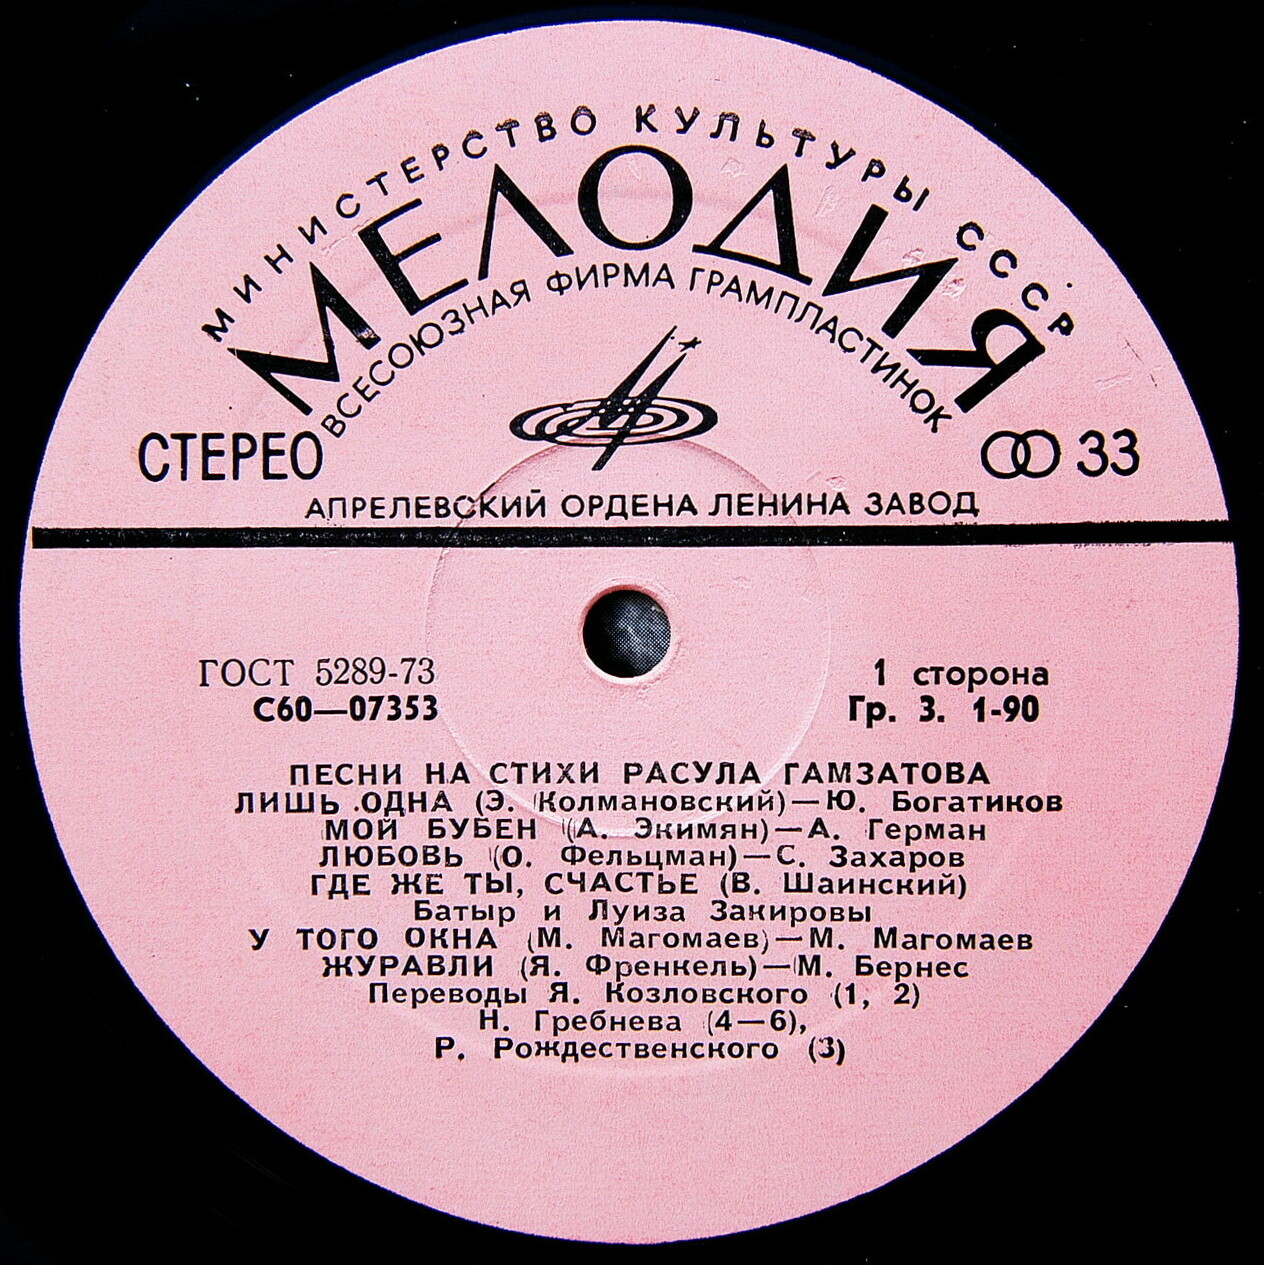 МИНИСТЕРСТВО КУЛЬТУРЫ СССР
МЕЛОДИЯ
ВСЕСОЮЗНАЯ ФИРМА ГРАМПЛАСТИНОК
СТЕРЕО
33
АПРЕЛЕВСКИЙ ОРДЕНА ЛЕНИНА ЗАВОД
ГОСТ 5289-73
С60—07353
1 сторона
Гр. 3. 1-90
ПЕСНИ НА СТИХИ РАСУЛА ГАМЗАТОВА
ЛИШЬ ОДНА (Э. Колмановский)—Ю. Богатиков
МОЙ БУБЕН (А. Экимян)—А. Герман
ЛЮБОВЬ (О. Фельцман)—С. Захаров
ГДЕ ЖЕ ТЫ, СЧАСТЬЕ (В. Шаинский)
Батыр и Луиза Закировы
У ТОГО ОКНА (М. Магомаев)—М. Магомаев
ЖУРАВЛИ (Я. Френкель)—М. Бернес
Переводы Я. Козловского (1, 2)
Н. Гребнева (4—6),
Р. Рождественского (3)